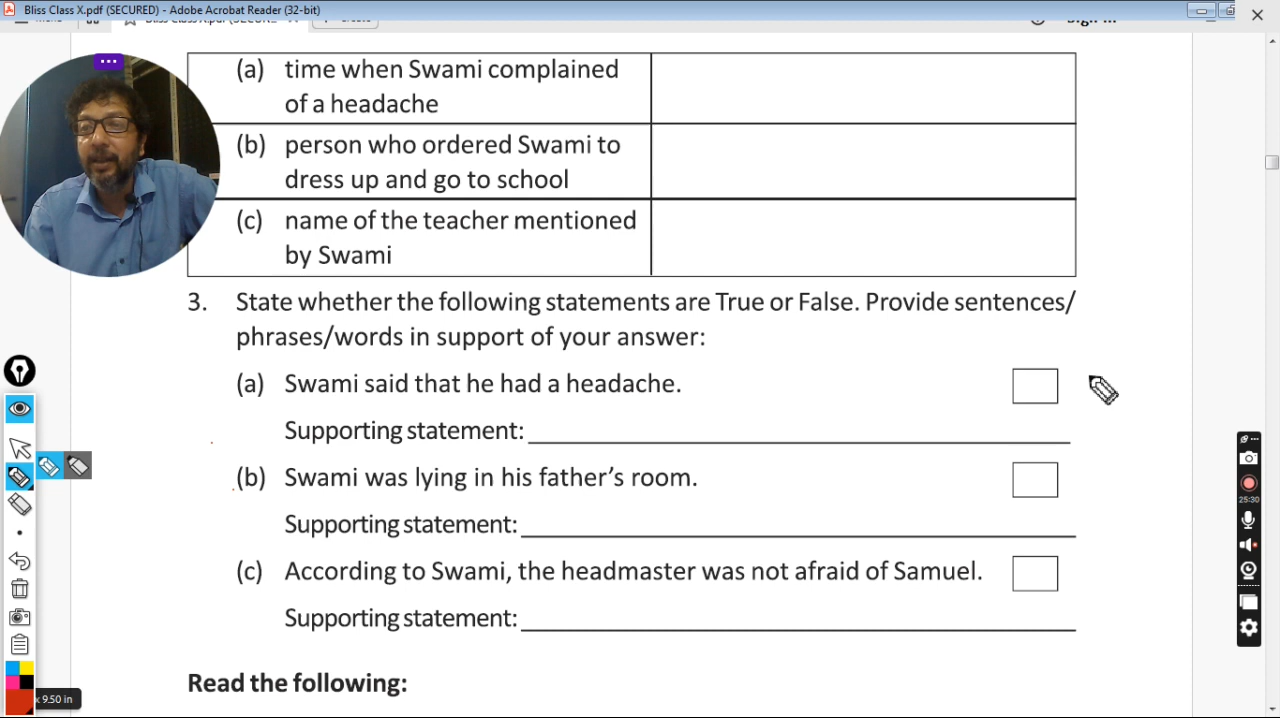 Bliss Class X.pdf (SECURED) - Adobe Acrobat Reader (32-bit)
(a) time when Swami complained
of a headache
(b) person who ordered Swami to
dress up and go to school
(c) name of the teacher mentioned
by Swami
3. State whether the following statements are True or False. Provide sentences/
phrases/words in support of your answer:
(a) Swami said that he had a headache.
Supporting statement:
(b) Swami was lying in his father's room.
Supporting statement:
(c) According to Swami, the headmaster was not afraid of Samuel.
Supporting statement:
Read the following:
25:30
x 9.50 in